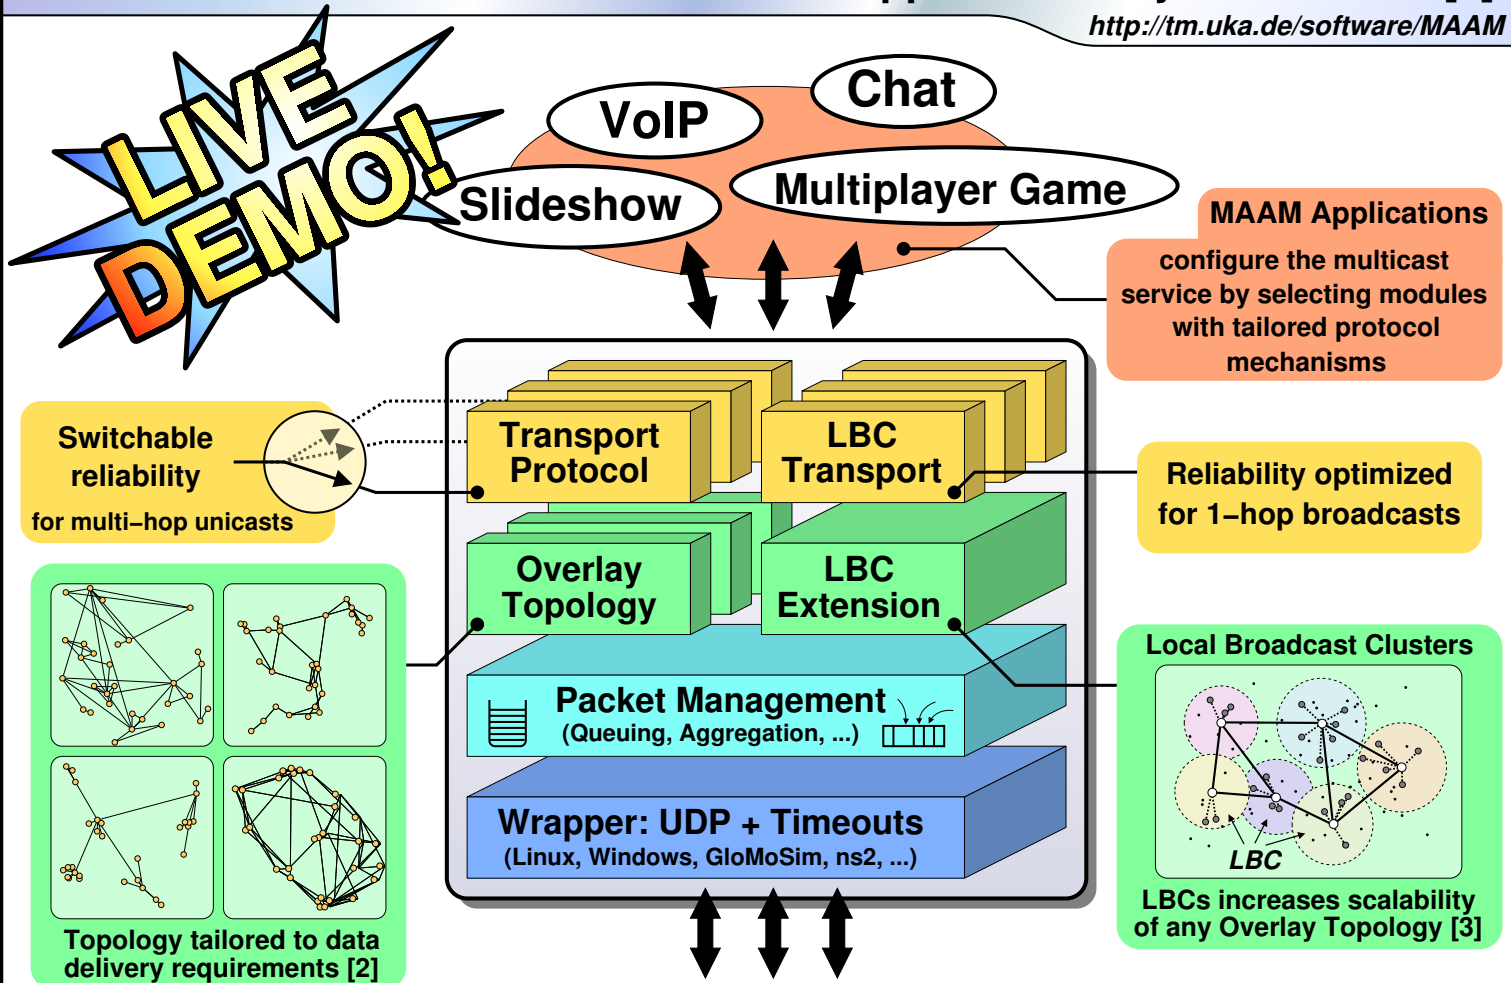 http://tm.uka.de/software/MAAM
LIVE
DEMO!
VoIP
Chat
Slideshow
Multiplayer Game
MAAM Applications
configure the multicast
service by selecting modules
with tailored protocol
mechanisms
Switchable
reliability
for multi−hop unicasts
Transport
Protocol
LBC
Transport
Reliability optimized
for 1−hop broadcasts
Overlay
Topology
LBC
Extension
Packet Management
(Queuing, Aggregation, ...)
Wrapper: UDP + Timeouts
(Linux, Windows, GloMoSim, ns2, ...)
Topology tailored to data
delivery requirements [2]
Local Broadcast Clusters
LBC
LBCs increases scalability
of any Overlay Topology [3]